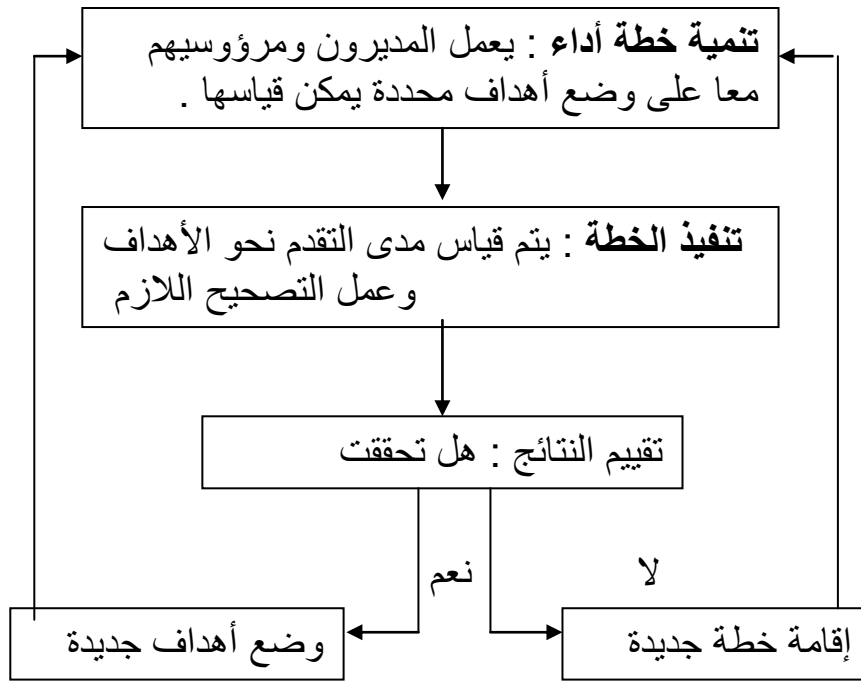 تنمية خطة أداء : يعمل المديرون ومرؤوسيهم
معا على وضع أهداف محددة يمكن قياسها .
تنفيذ الخطة : يتم قياس مدى التقدم نحو الأهداف
وعمل التصحيح اللازم
تقييم النتائج : هل تحققت
لا
نعم
إقامة خطة جديدة
وضع أهداف جديدة